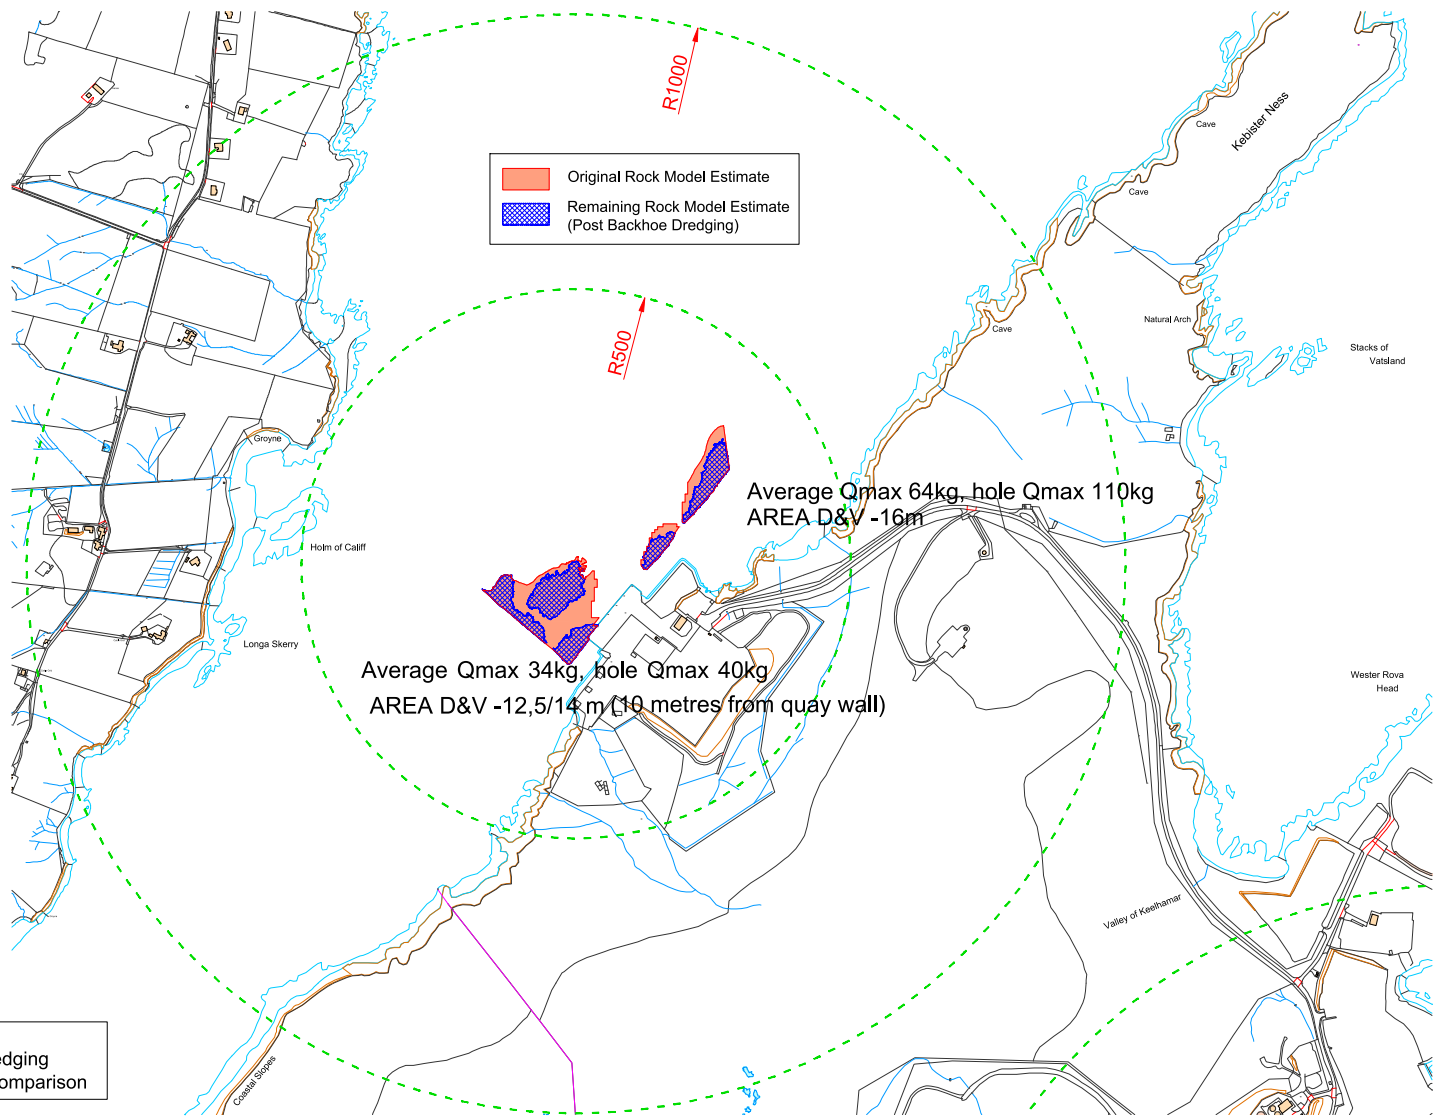 R1000
Cave
Kebister Ness
Original Rock Model Estimate
Remaining Rock Model Estimate
(Post Backhoe Dredging)
Cave
Natural Arch
Cave
R500
Stacks of
Vatsland
Groyne
Average Qmax 64kg, hole Qmax 110kg
AREA D&V -16m
Holm of Califf
Longa Skerry
Average Qmax 34kg, hole Qmax 40kg
AREA D&V -12,5/14 m (10 metres from quay wall)
Wester Rova
Head
Valley of Keelhamar
Coastal Slopes
edging
omparison